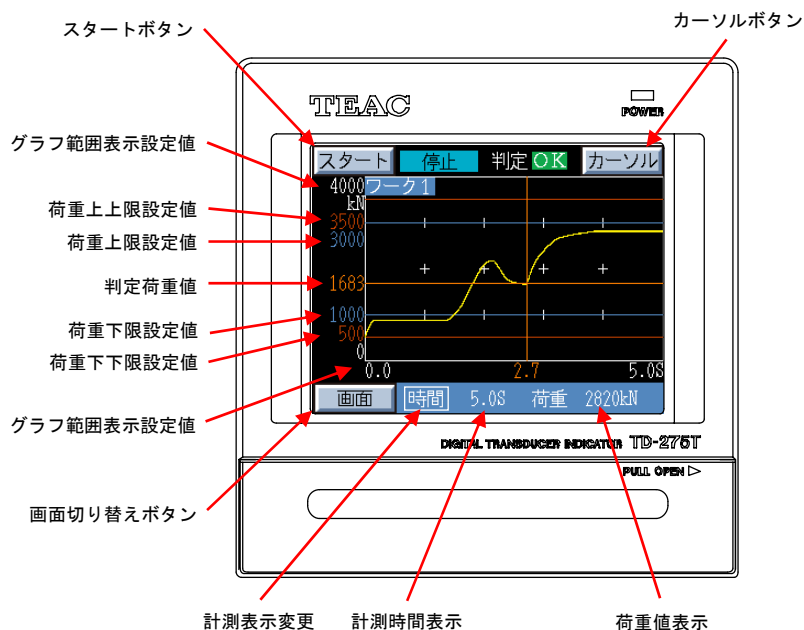 スタートボタン
カーソルボタン
TEAC
POWER
グラフ範囲表示設定値
スタート 停止 判定 OK カーソル
4000 ワーク1
kN
荷重上上限設定値
3500
荷重上限設定値
3000
判定荷重値
1683
荷重下限設定値
1000
荷重下下限設定値
500
0
0.0 2.7 5.0S
グラフ範囲表示設定値
画面 時間 5.0S 荷重 2820kN
DIGITAL TRANSDUCER INDICATOR TD-275T
PULL OPEN ▷
画面切り替えボタン
計測表示変更
計測時間表示
荷重値表示